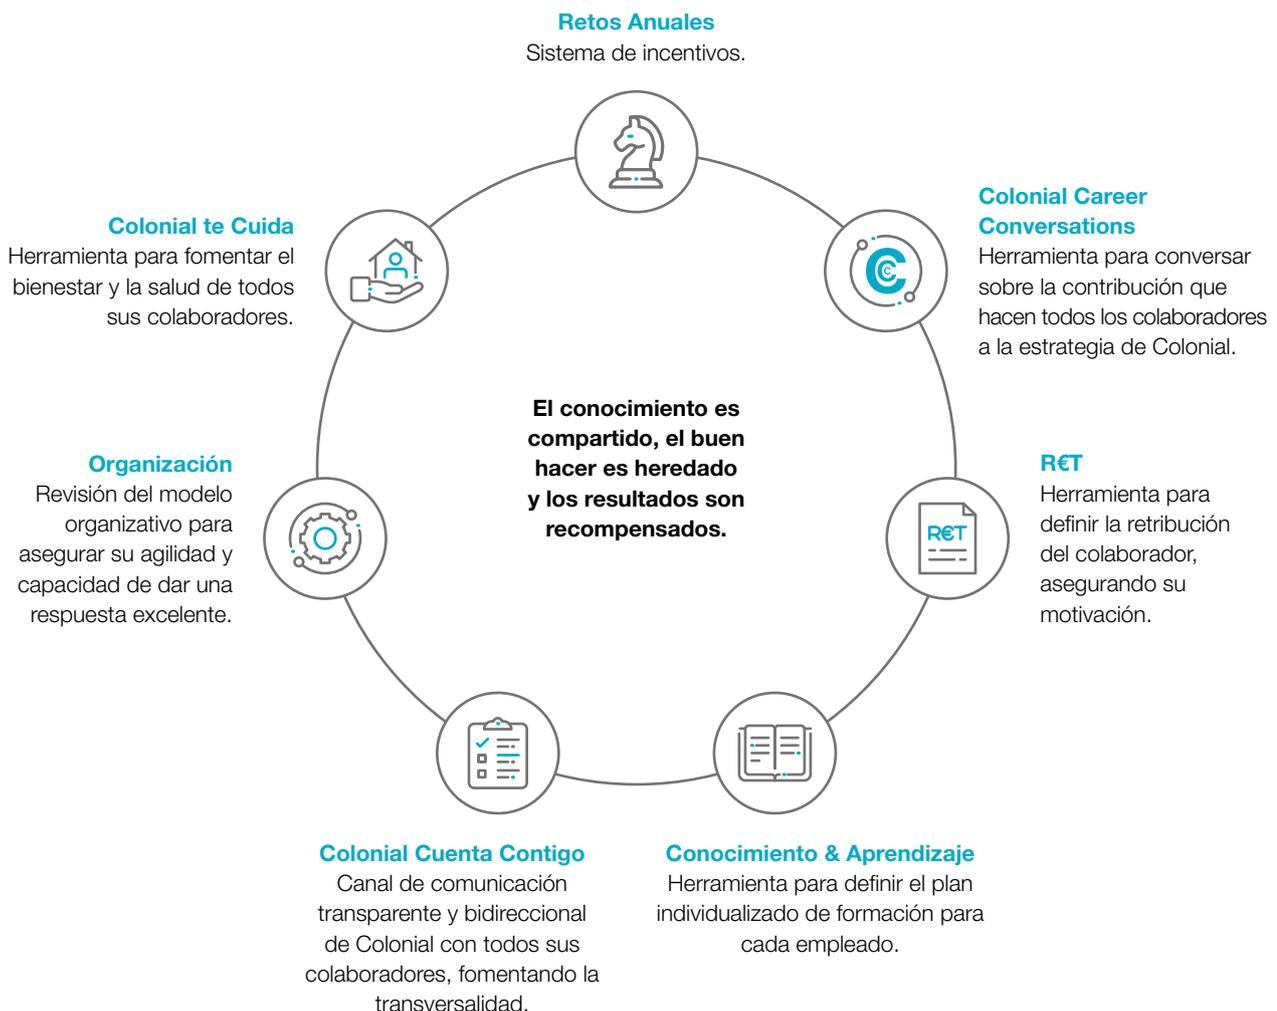 Retos Anuales
Sistema de incentivos.
Colonial Career
Conversations
Herramienta para conversar
sobre la contribución que
hacen todos los colaboradores
a la estrategia de Colonial.
CCC
R€T
Herramienta para
definir la retribución
del colaborador,
asegurando su
motivación.
R€T
Conocimiento & Aprendizaje
Herramienta para definir el plan
individualizado de formación para
cada empleado.
Colonial Cuenta Contigo
Canal de comunicación
transparente y bidireccional
de Colonial con todos sus
colaboradores, fomentando la
transversalidad.
Organización
Revisión del modelo
organizativo para
asegurar su agilidad y
capacidad de dar una
respuesta excelente.
Colonial te Cuida
Herramienta para fomentar el
bienestar y la salud de todos
sus colaboradores.
El conocimiento es
compartido, el buen
hacer es heredado
y los resultados son
recompensados.